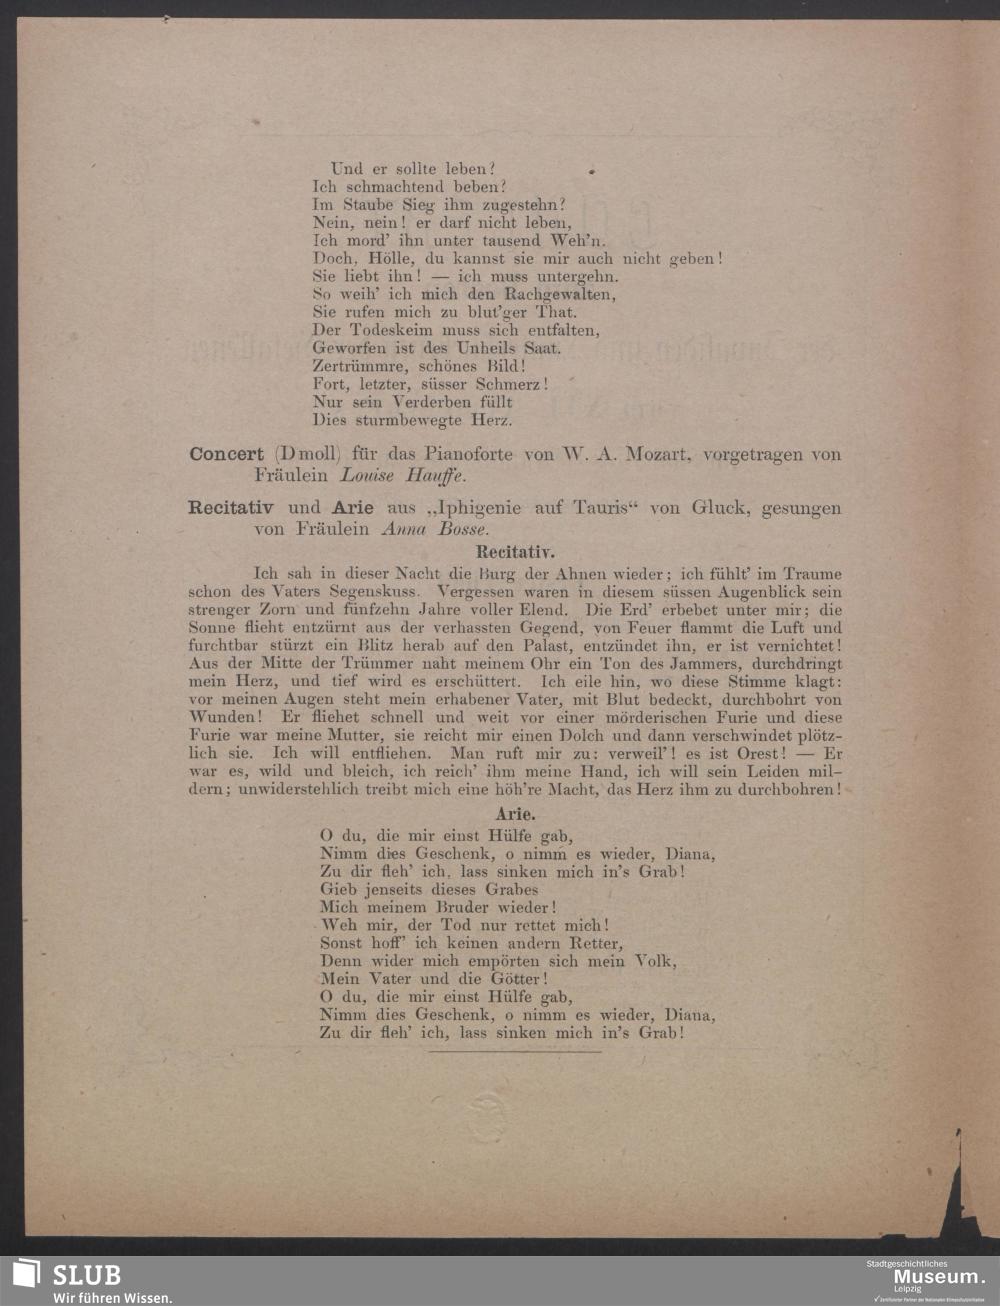 Und er sollte leben?
Ich schmachtend beben?
Im Staube Sieg ihm zugestehn?
Nein, nein! er darf nicht leben,
Ich mord’ ihn unter tausend Weh’n.
Doch, Hölle, du kannst sie mir auch nicht geben!
Sie liebt ihn! — ich muss untergehn.
So weih’ ich mich den Rachgewalten,
Sie rufen mich zu blut’ger That.
Der Todeskeim muss sich entfalten,
Geworfen ist des Unheils Saat.
Zertrümmre, schönes Bild!
Fort, letzter, süsser Schmerz!
Nur sein Verderben füllt
Dies sturmbewegte Herz.
Concert (D moll) für das Pianoforte von W. A. Mozart, vorgetragen von
Fräulein Louise Hauffe.
Recitativ und Arie aus „Iphigenie auf Tauris“ von Gluck, gesungen
von Fräulein Anna Bosse.
Recitativ.
Ich sah in dieser Nacht die Burg der Ahnen wieder; ich fühlt’ im Traume
schon des Vaters Segenskuss. Vergessen waren in diesem süssen Augenblick sein
strenger Zorn und fünfzehn Jahre voller Elend. Die Erd’ erbebet unter mir; die
Sonne flieht entzürnt aus der verhassten Gegend, von Feuer flammt die Luft und
furchtbar stürzt ein Blitz herab auf den Palast, entzündet ihn, er ist vernichtet!
Aus der Mitte der Trümmer naht meinem Ohr ein Ton des Jammers, durchdringt
mein Herz, und tief wird es erschüttert. Ich eile hin, wo diese Stimme klagt:
vor meinen Augen steht mein erhabener Vater, mit Blut bedeckt, durchbohrt von
Wunden! Er fliehet schnell und weit vor einer mörderischen Furie und diese
Furie war meine Mutter, sie reicht mir einen Dolch und dann verschwindet plötz-
lich sie. Ich will entfliehen. Man ruft mir zu: verweil’! es ist Orest! — Er
war es, wild und bleich, ich reich’ ihm meine Hand, ich will sein Leiden mil-
dern; unwiderstehlich treibt mich eine höh’re Macht, das Herz ihm zu durchbohren!
Arie.
O du, die mir einst Hülfe gab,
Nimm dies Geschenk, o nimm es wieder, Diana,
Zu dir fleh’ ich, lass sinken mich in’s Grab!
Gieb jenseits dieses Grabes
Mich meinem Bruder wieder!
Weh mir, der Tod nur rettet mich!
Sonst hoff’ ich keinen andern Retter,
Denn wider mich empörten sich mein Volk,
Mein Vater und die Götter!
O du, die mir einst Hülfe gab,
Nimm dies Geschenk, o nimm es wieder, Diana,
Zu dir fleh’ ich, lass sinken mich in’s Grab!
SLUB
Wir führen Wissen.
Stadtgeschichtliches
Museum.
Leipzig
Zertifizierter Partner der Nationalen Klimaschutzinitiative